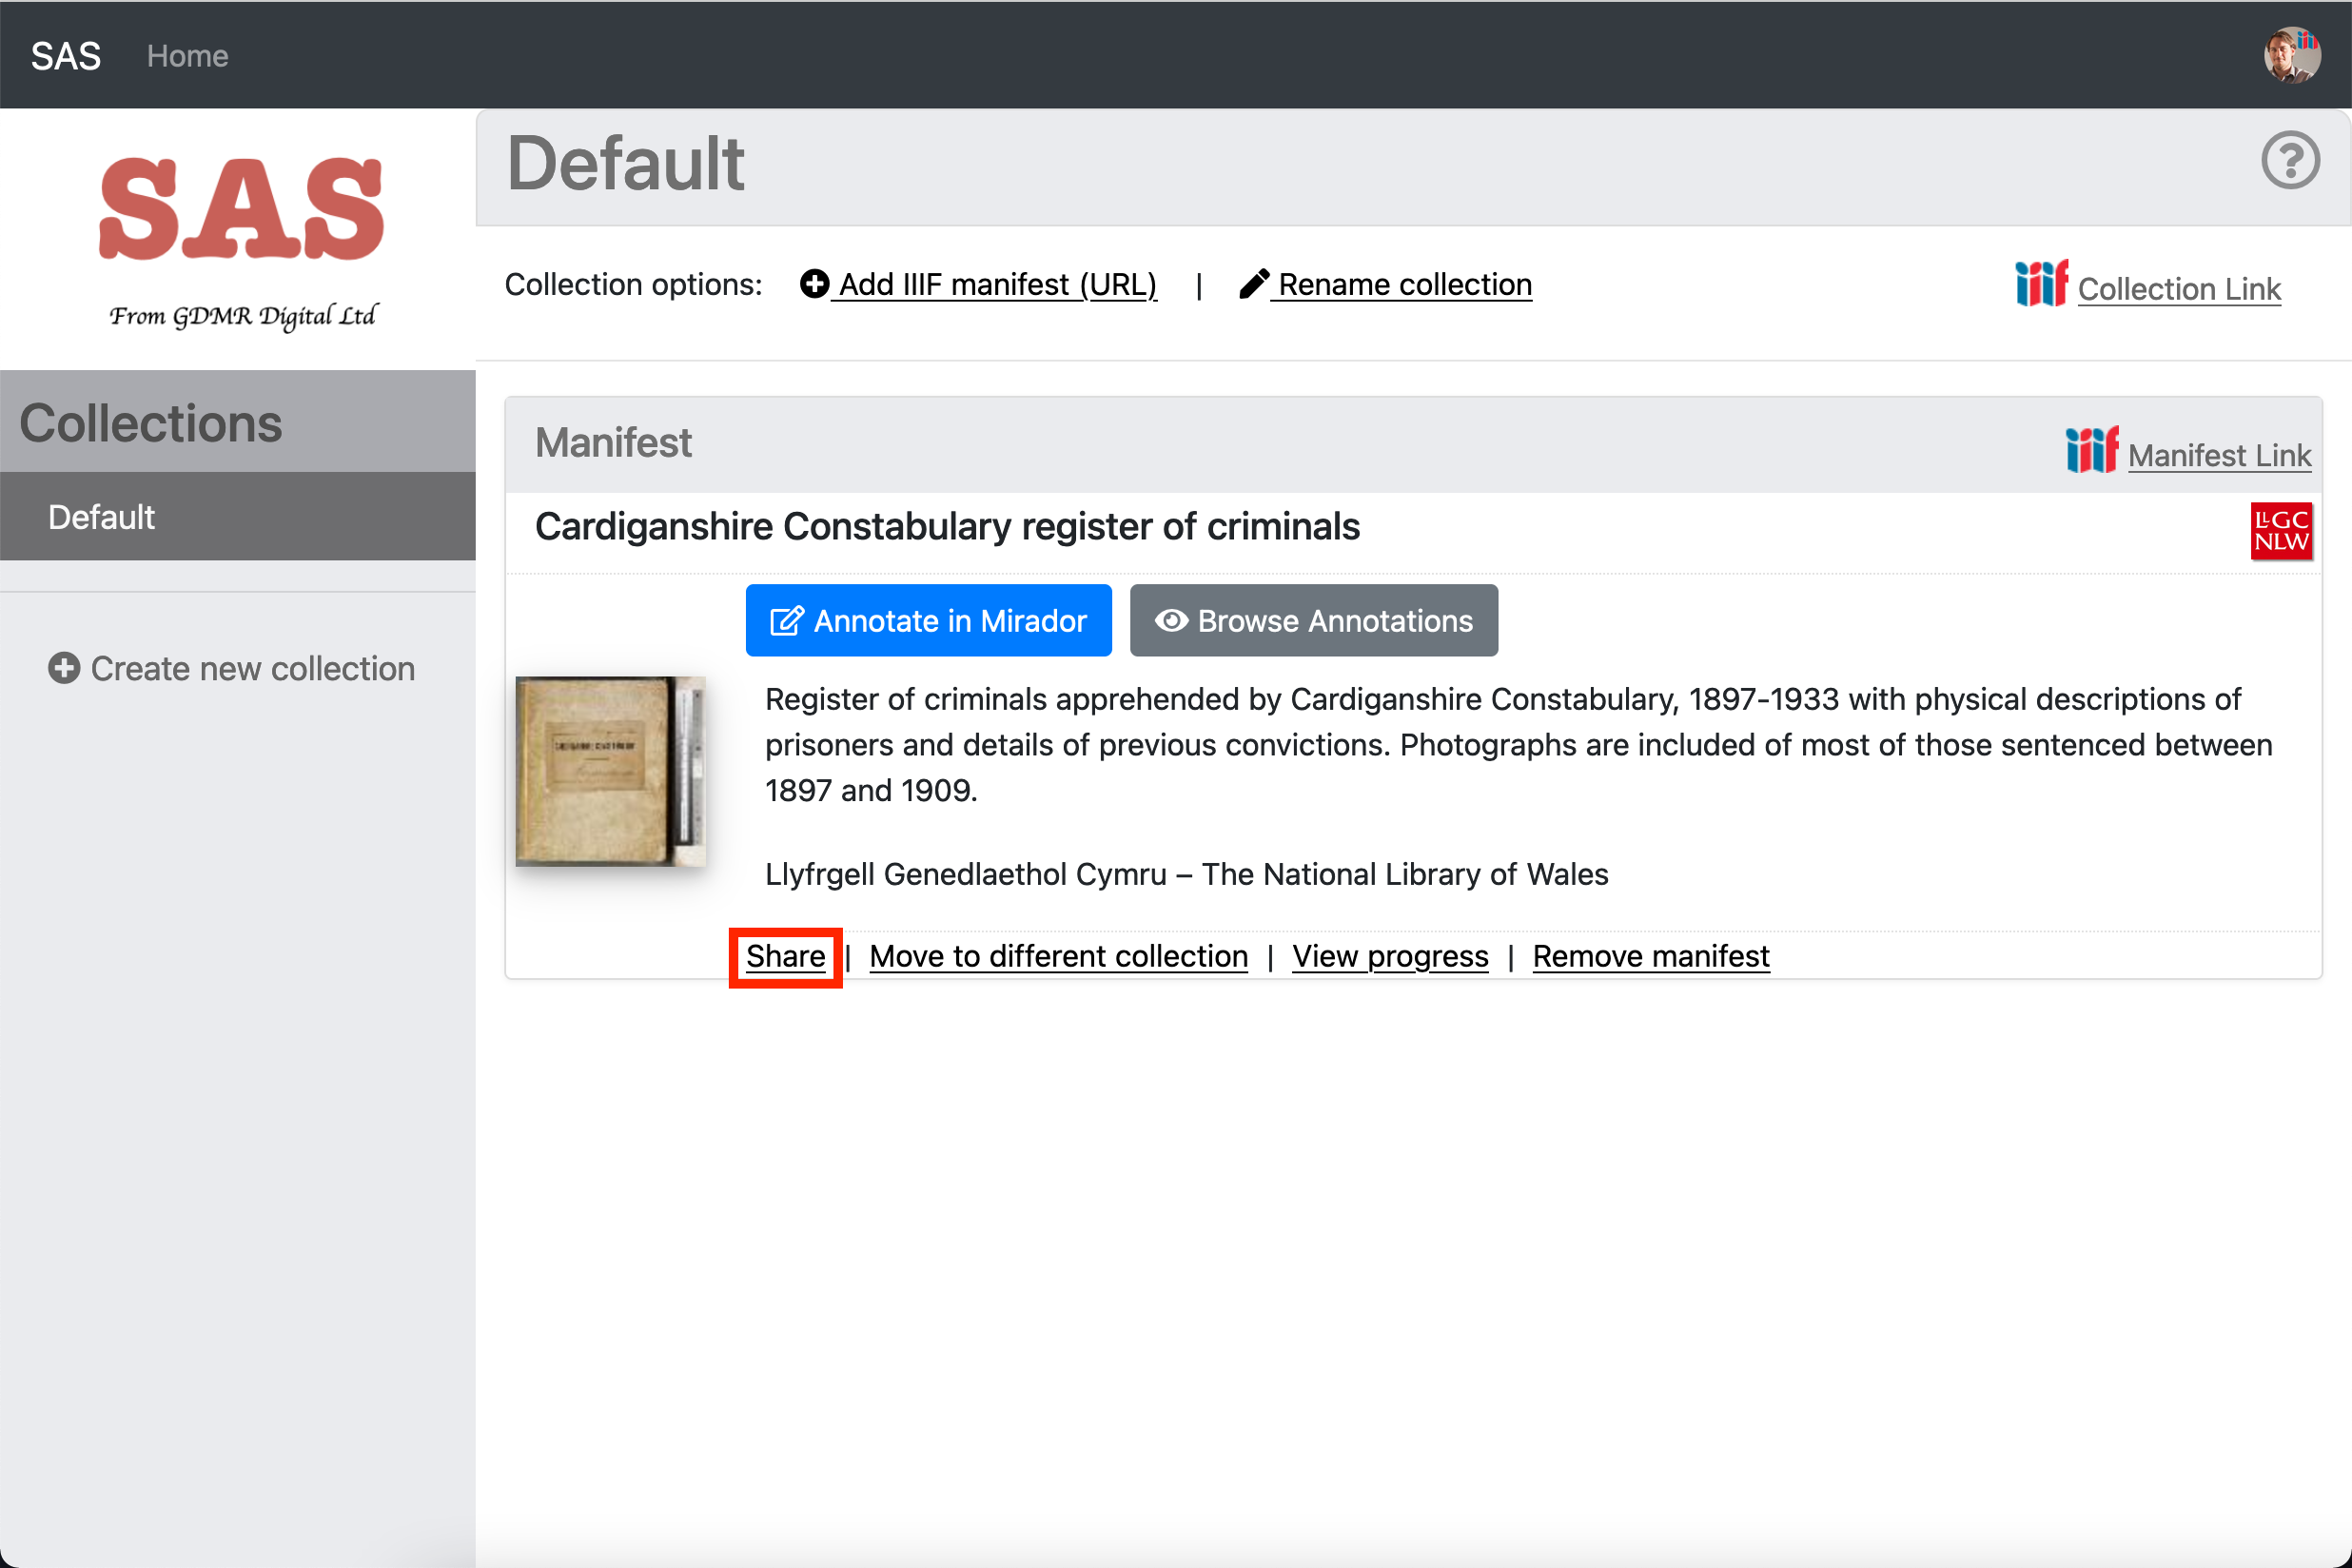 SAS Home
SAS
From GDMR Digital Ltd
Collections
Default
Create new collection
Default
Collection options: Add IIIF manifest (URL) | Rename collection
iiif Collection Link
Manifest
iiif Manifest Link
Cardiganshire Constabulary register of criminals
LLGC
NLW
Annotate in Mirador Browse Annotations
Register of criminals apprehended by Cardiganshire Constabulary, 1897-1933 with physical descriptions of
prisoners and details of previous convictions. Photographs are included of most of those sentenced between
1897 and 1909.
Llyfrgell Genedlaethol Cymru – The National Library of Wales
Share | Move to different collection | View progress | Remove manifest